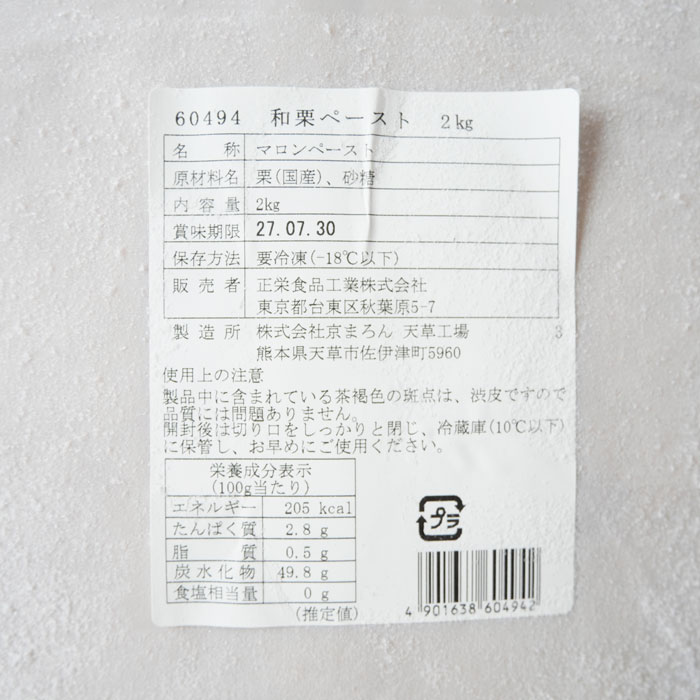 60494 和栗ペースト 2kg
名称 マロンペースト
原材料名 栗(国産)、砂糖
内容量 2kg
賞味期限 27.07.30
保存方法 要冷凍(-18℃以下)
販売者 正栄食品工業株式会社
東京都台東区秋葉原5-7
製造所 株式会社京まろん 天草工場 3
熊本県天草市佐伊津町5960
使用上の注意
製品中に含まれている茶褐色の斑点は、渋皮ですので
品質には問題ありません。
開封後は切り口をしっかりと閉じ、冷蔵庫(10℃以下)
に保管し、お早めにご使用ください。
栄養成分表示
(100g当たり)
エネルギー 205 kcal
たんぱく質 2.8 g
脂質 0.5 g
炭水化物 49.8 g
食塩相当量 0 g
(推定値)
プラ
4 901638 604942